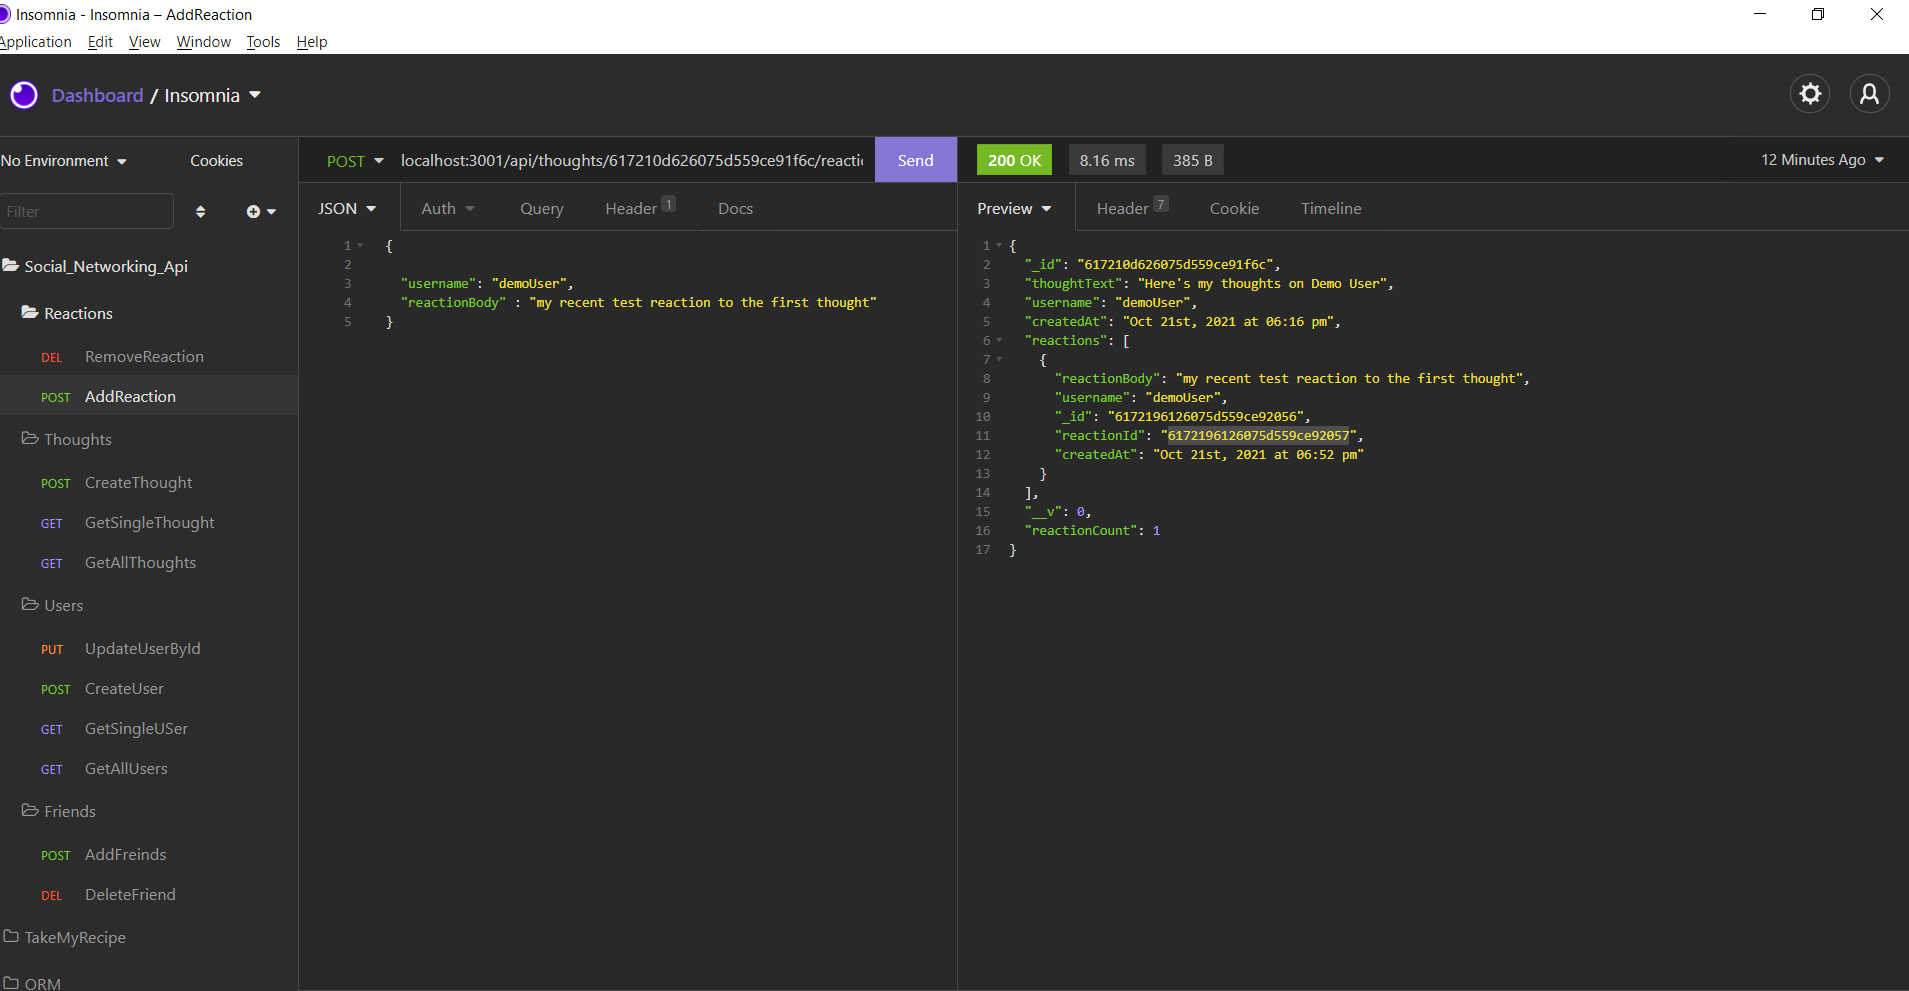 Insomnia - Insomnia – AddReaction
Application Edit View Window Tools Help
Dashboard / Insomnia
No Environment Cookies
POST localhost:3001/api/thoughts/617210d626075d559ce91f6c/reacti Send
200 OK 8.16 ms 385 B 12 Minutes Ago
Filter
JSON Auth Query Header 1 Docs
Preview Header 7 Cookie Timeline
Social_Networking_Api
Reactions
DEL RemoveReaction
POST AddReaction
Thoughts
POST CreateThought
GET GetSingleThought
GET GetAllThoughts
Users
PUT UpdateUserById
POST CreateUser
GET GetSingleUSer
GET GetAllUsers
Friends
POST AddFreinds
DEL DeleteFriend
TakeMyRecipe
ORM
1 {
2
3 "username": "demoUser",
4 "reactionBody" : "my recent test reaction to the first thought"
5 }
1 {
2 "_id": "617210d626075d559ce91f6c",
3 "thoughtText": "Here's my thoughts on Demo User",
4 "username": "demoUser",
5 "createdAt": "Oct 21st, 2021 at 06:16 pm",
6 "reactions": [
7 {
8 "reactionBody": "my recent test reaction to the first thought",
9 "username": "demoUser",
10 "_id": "6172196126075d559ce92056",
11 "reactionId": "6172196126075d559ce92057",
12 "createdAt": "Oct 21st, 2021 at 06:52 pm"
13 }
14 ],
15 "__v": 0,
16 "reactionCount": 1
17 }